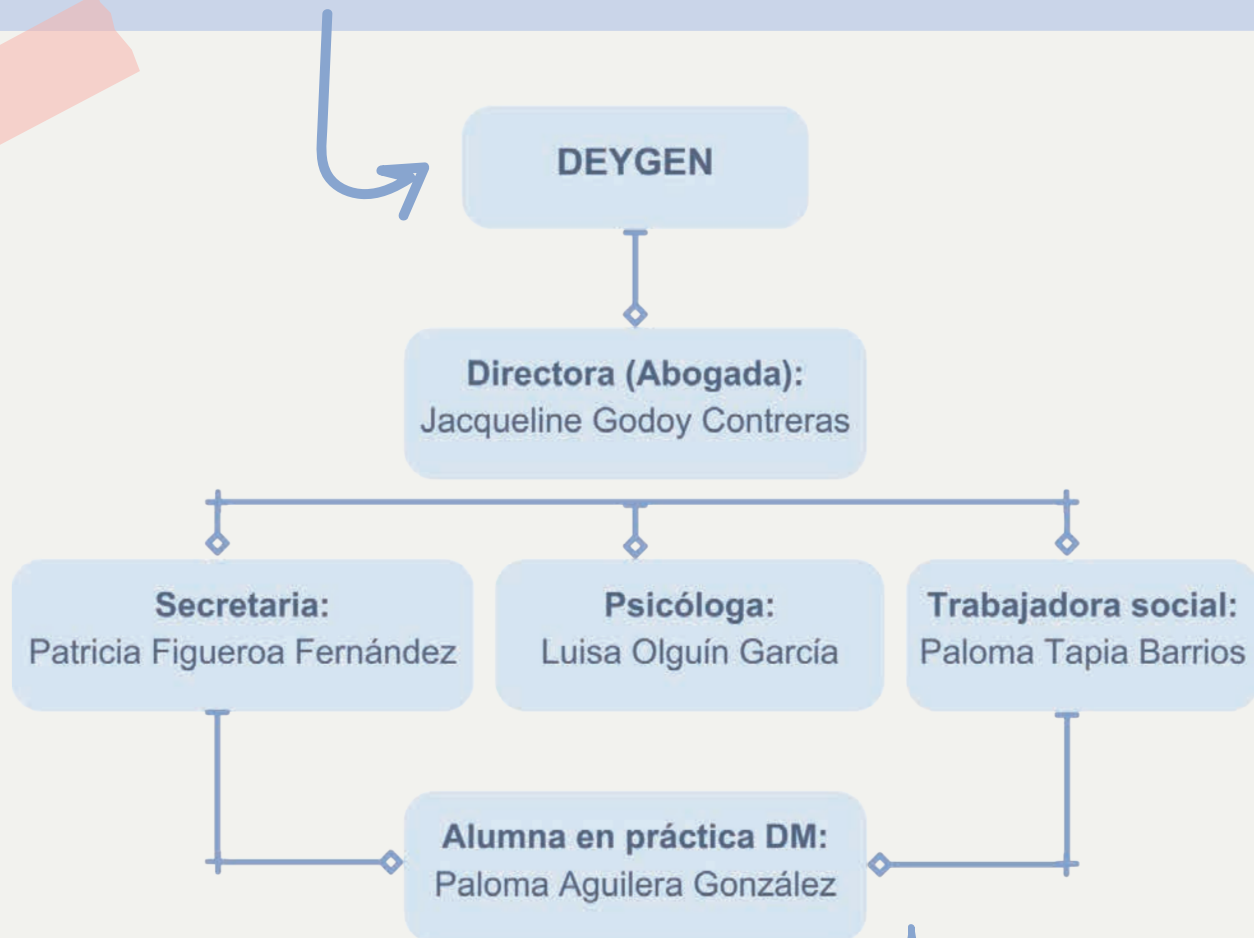 DEYGEN
Directora (Abogada):
Jacqueline Godoy Contreras
Secretaria:
Patricia Figueroa Fernández
Psicóloga:
Luisa Olguín García
Trabajadora social:
Paloma Tapia Barrios
Alumna en práctica DM:
Paloma Aguilera González